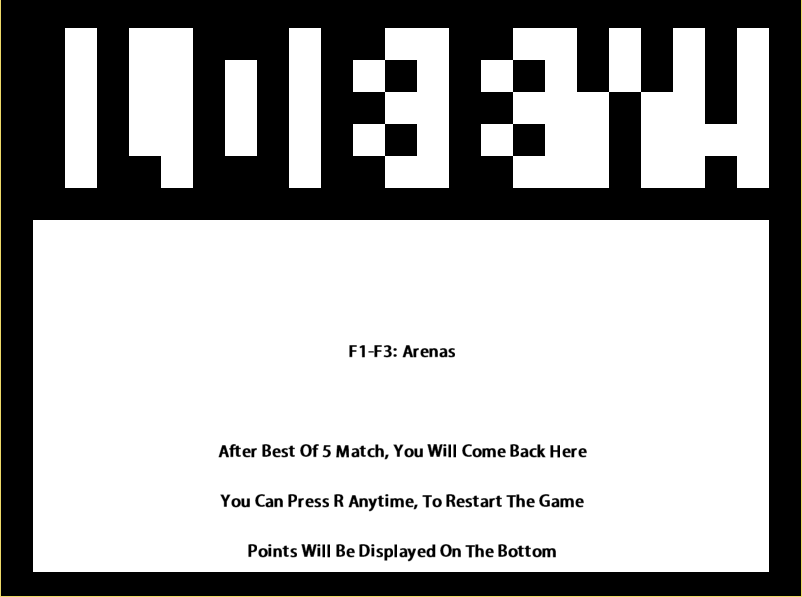 LOBBY!
F1-F3: Arenas
After Best Of 5 Match, You Will Come Back Here
You Can Press R Anytime, To Restart The Game
Points Will Be Displayed On The Bottom